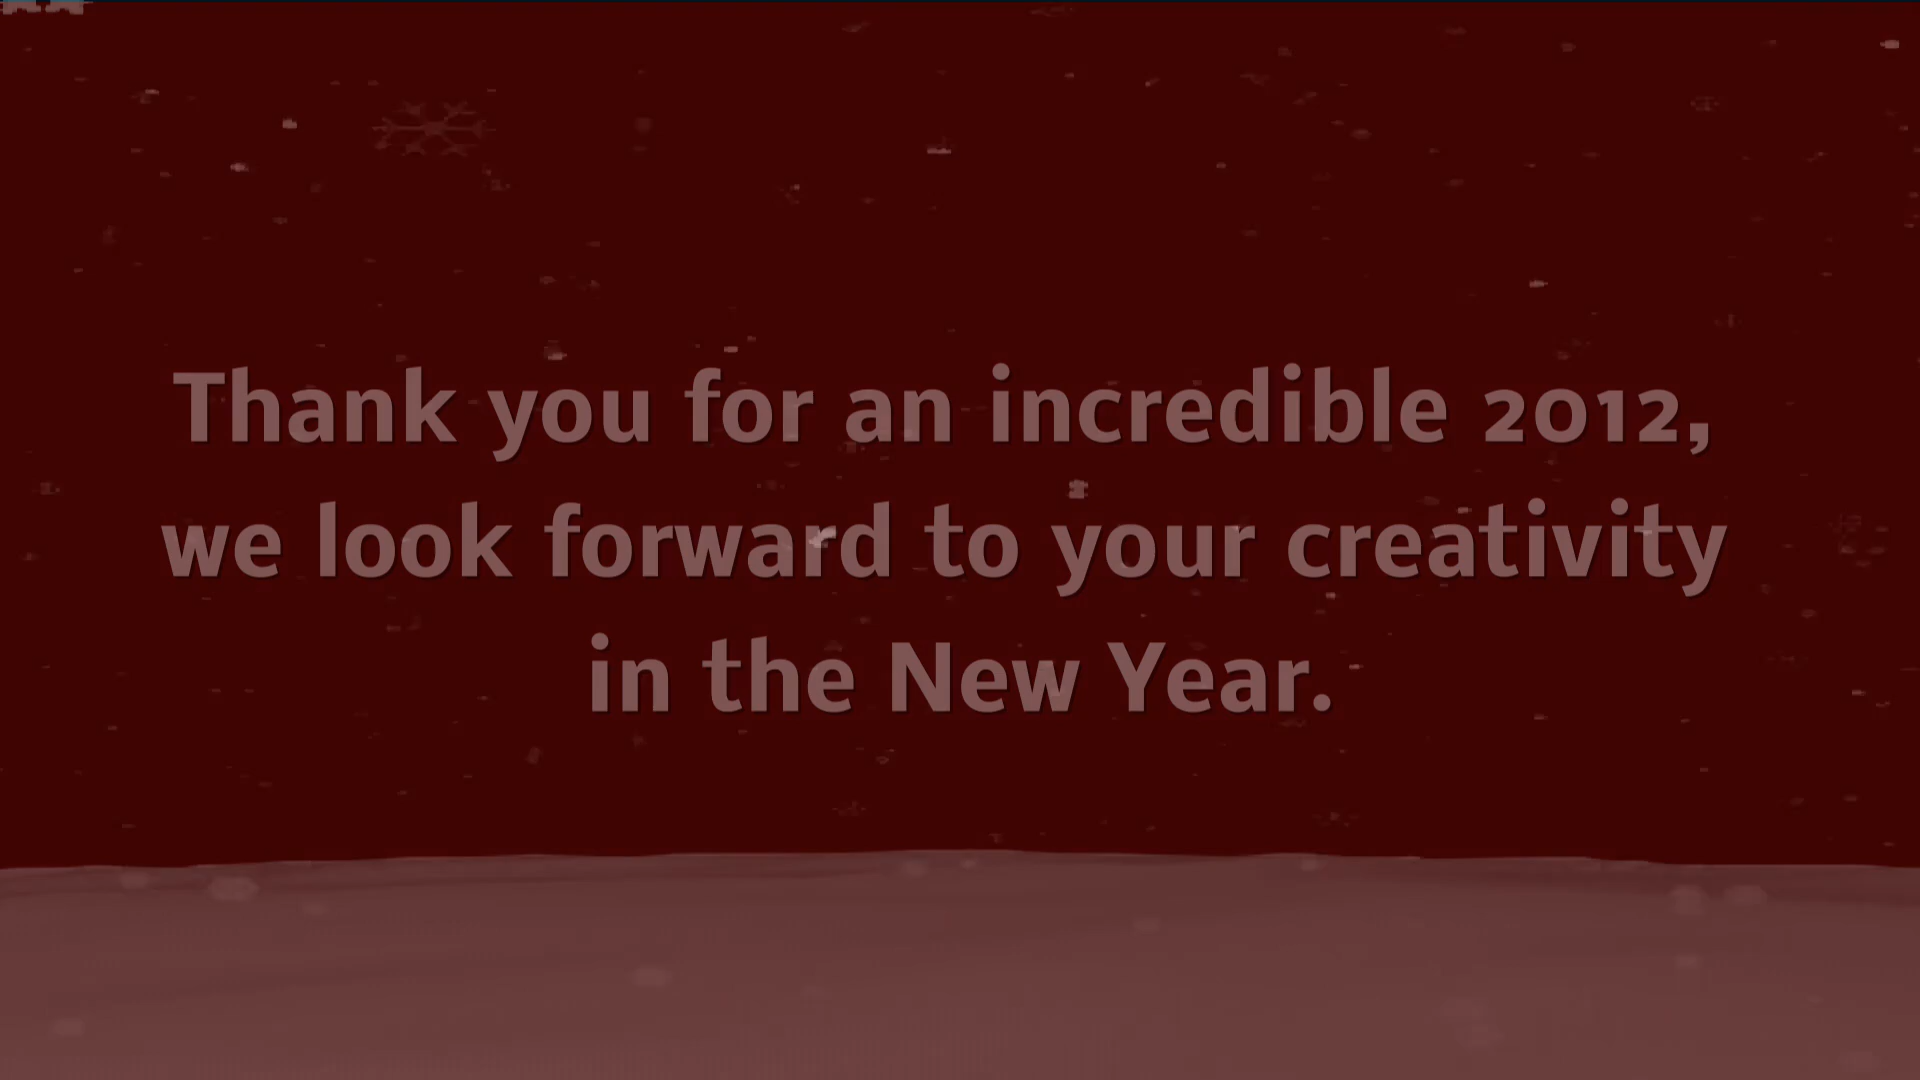 Thank you for an incredible 2012,
we look forward to your creativity
in the New Year.